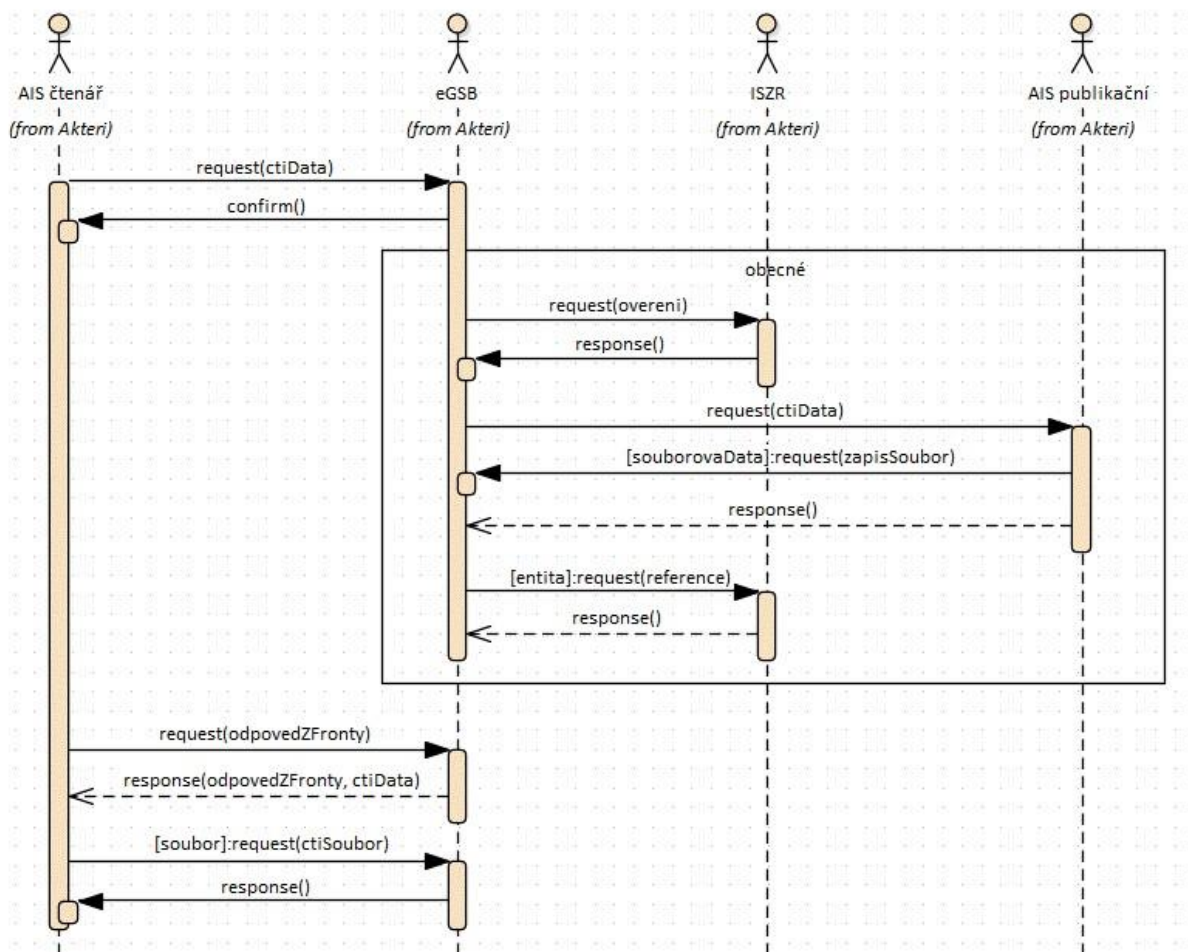 AIS čtenář
eGSB
ISZR
AIS publikační
(from Akteri)
(from Akteri)
(from Akteri)
(from Akteri)
request(ctiData)
confirm()
obecné
request(overeni)
response()
request(ctiData)
[souborovaData]:request(zapisSoubor)
response()
[entita]:request(reference)
response()
request(odpovedZFronty)
response(odpovedZFronty, ctiData)
[soubor]:request(ctiSoubor)
response()